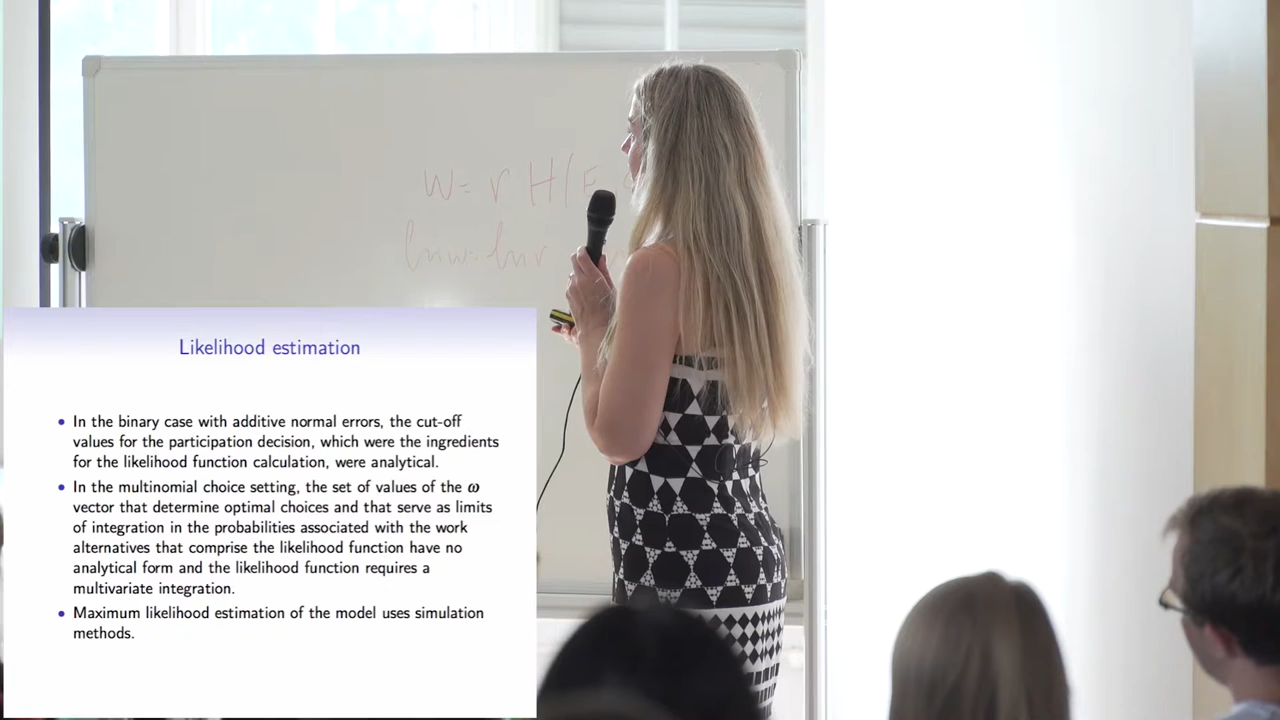 W = r H(E
lnw = lnr
Likelihood estimation
• In the binary case with additive normal errors, the cut-off
values for the participation decision, which were the ingredients
for the likelihood function calculation, were analytical.
• In the multinomial choice setting, the set of values of the ω
vector that determine optimal choices and that serve as limits
of integration in the probabilities associated with the work
alternatives that comprise the likelihood function have no
analytical form and the likelihood function requires a
multivariate integration.
• Maximum likelihood estimation of the model uses simulation
methods.